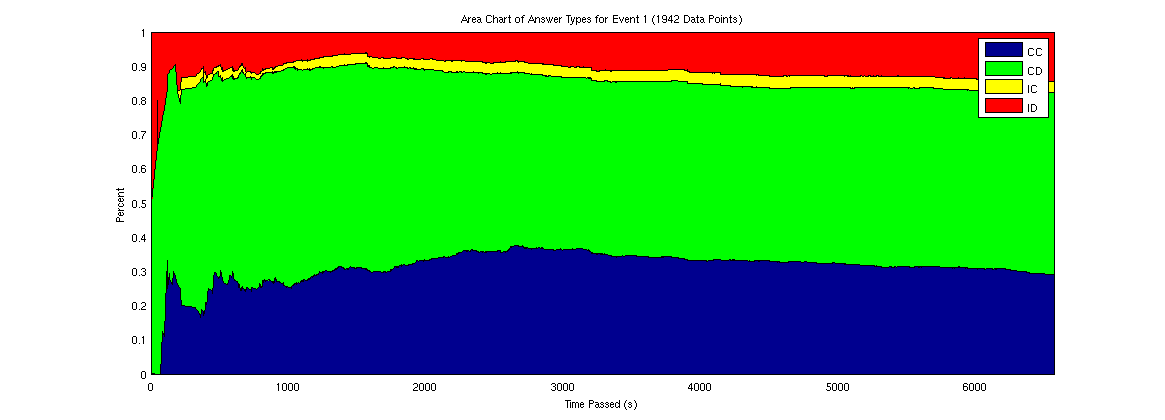 Area Chart of Answer Types for Event 1 (1942 Data Points)
1
0.9
0.8
0.7
0.6
0.5
0.4
0.3
0.2
0.1
0
Percent
CC
CD
IC
ID
0 1000 2000 3000 4000 5000 6000
Time Passed (s)